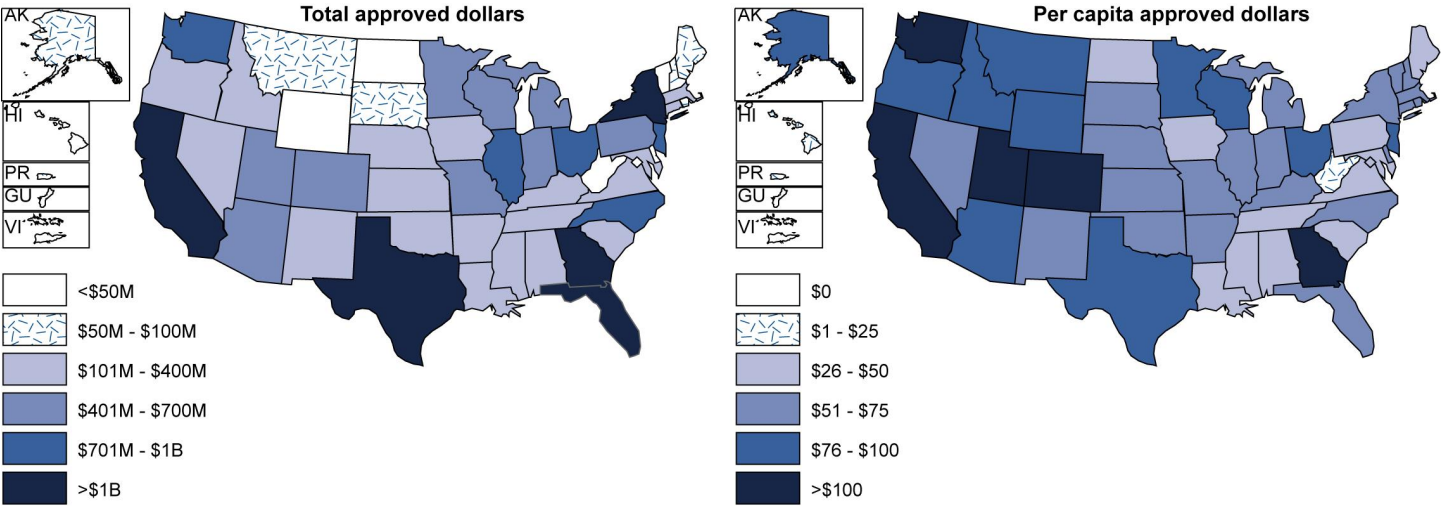 Total approved dollars
AK
HI
PR
GU
VI
<$50M
$50M - $100M
$101M - $400M
$401M - $700M
$701M - $1B
>$1B
Per capita approved dollars
AK
HI
PR
GU
VI
$0
$1 - $25
$26 - $50
$51 - $75
$76 - $100
>$100